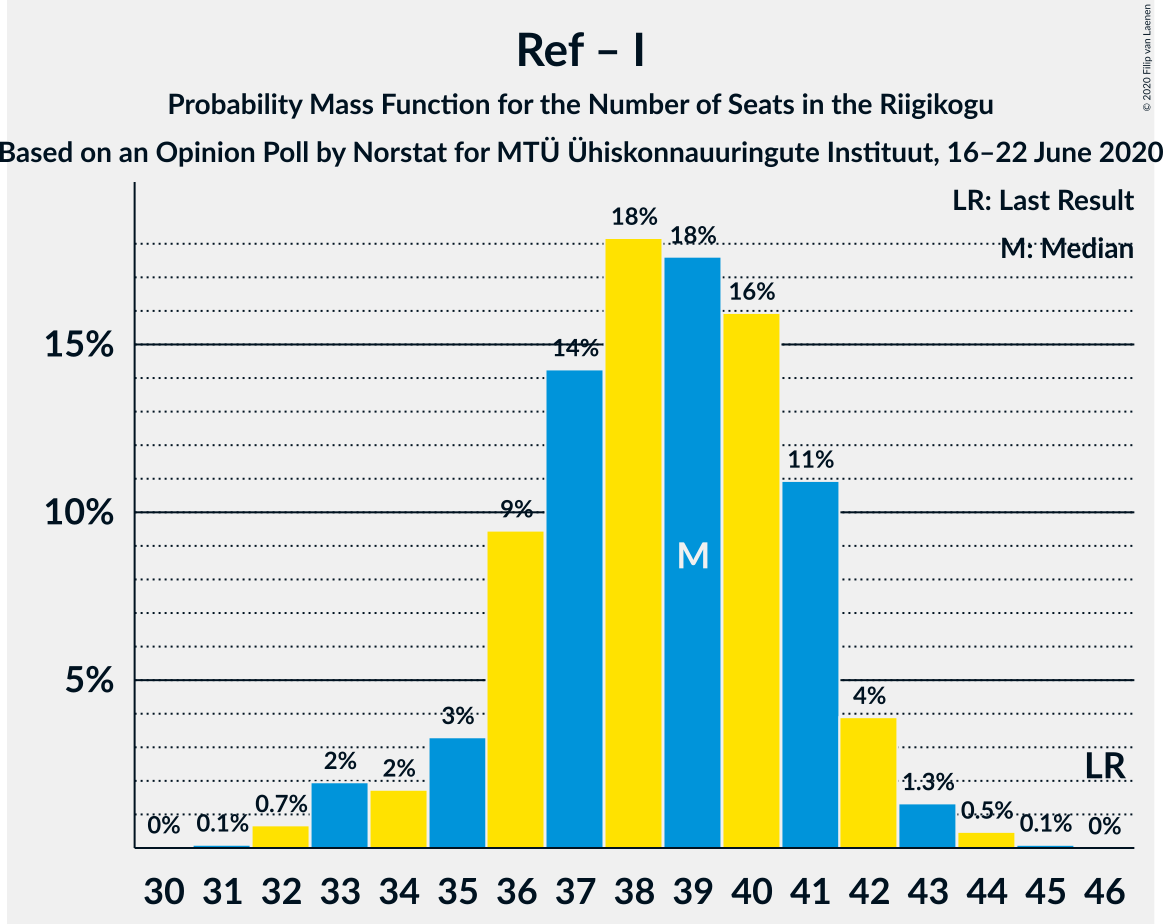 Ref – I
Probability Mass Function for the Number of Seats in the Riigikogu
Based on an Opinion Poll by Norstat for MTÜ Ühiskonnauuringute Instituut, 16–22 June 2020
© 2020 Filip van Laenen
LR: Last Result
M: Median
18%
18%
16%
15%
14%
11%
10%
9%
M
5%
4%
3%
2%
2%
LR
1.3%
0.7%
0.5%
0%
0.1%
0.1%
0%
30 31 32 33 34 35 36 37 38 39 40 41 42 43 44 45 46